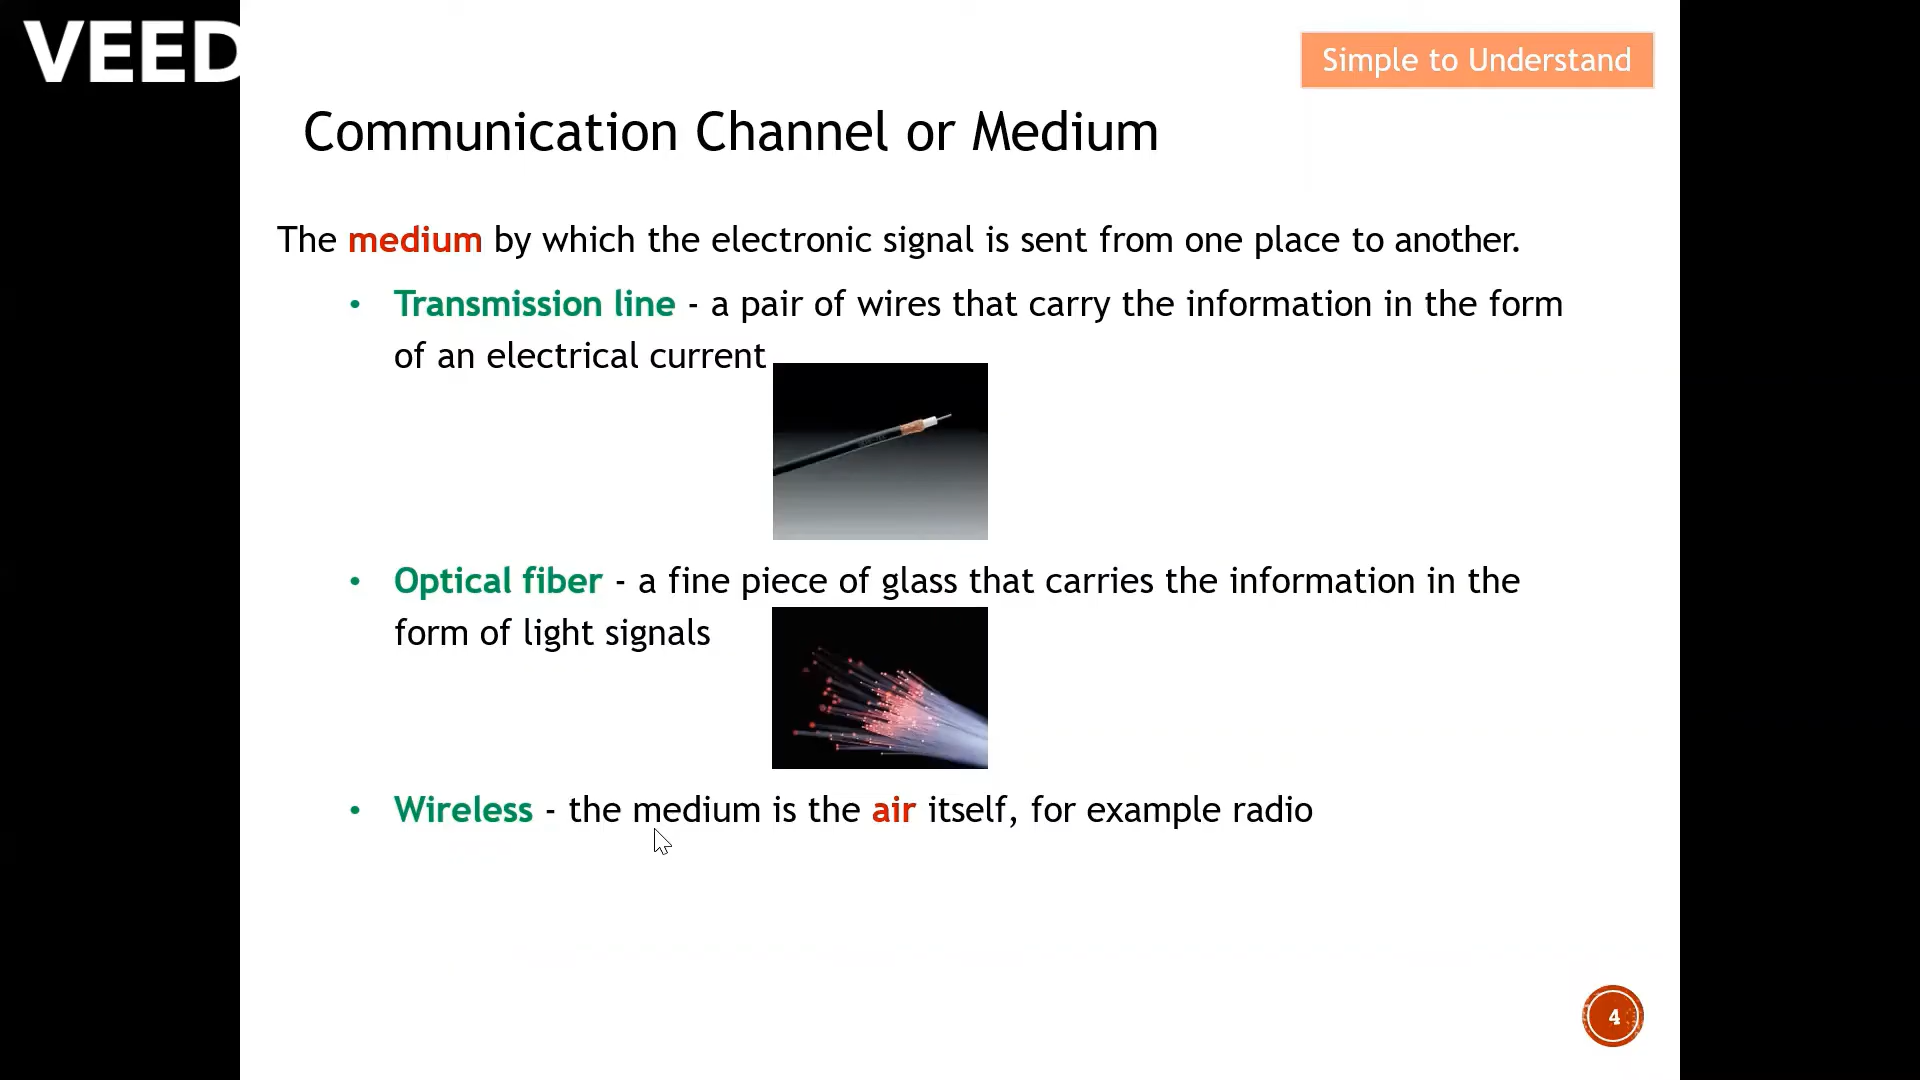 VEED
Simple to Understand
Communication Channel or Medium
The medium by which the electronic signal is sent from one place to another.
• Transmission line - a pair of wires that carry the information in the form
of an electrical current
• Optical fiber - a fine piece of glass that carries the information in the
form of light signals
• Wireless - the medium is the air itself, for example radio
4